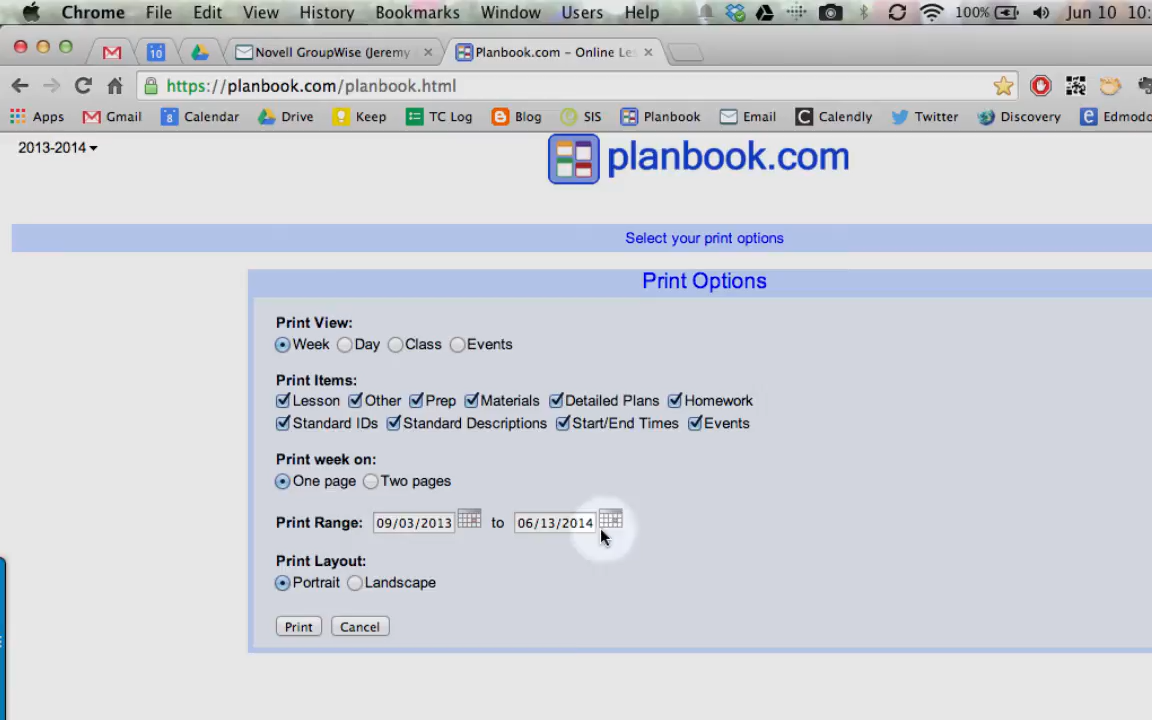 Chrome File Edit View History Bookmarks Window Users Help 100% Jun 10 10:
10 Novell GroupWise (Jeremy Planbook.com – Online Le
https://planbook.com/planbook.html
Apps Gmail 8 Calendar Drive Keep TC Log Blog SIS Planbook Email Calendly Twitter Discovery Edmodo
2013-2014
planbook.com
Select your print options
Print Options
Print View:
Week Day Class Events
Print Items:
Lesson Other Prep Materials Detailed Plans Homework
Standard IDs Standard Descriptions Start/End Times Events
Print week on:
One page Two pages
Print Range: 09/03/2013 to 06/13/2014
Print Layout:
Portrait Landscape
Print Cancel